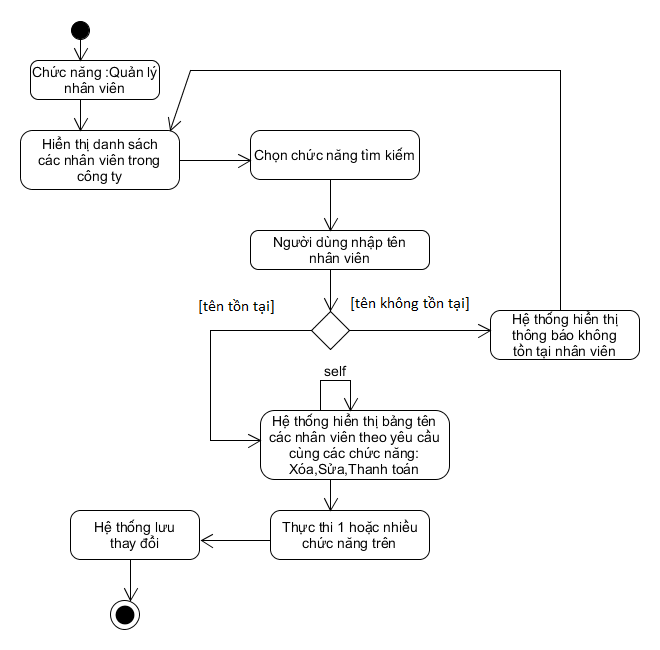 Chức năng :Quản lý
nhân viên
Hiển thị danh sách
các nhân viên trong
công ty
Chọn chức năng tìm kiếm
Người dùng nhập tên
nhân viên
[tên tồn tại]
[tên không tồn tại]
Hệ thống hiển thị
thông báo không
tồn tại nhân viên
self
Hệ thống hiển thị bảng tên
các nhân viên theo yêu cầu
cùng các chức năng:
Xóa,Sửa,Thanh toán
Thực thi 1 hoặc nhiều
chức năng trên
Hệ thống lưu
thay đổi